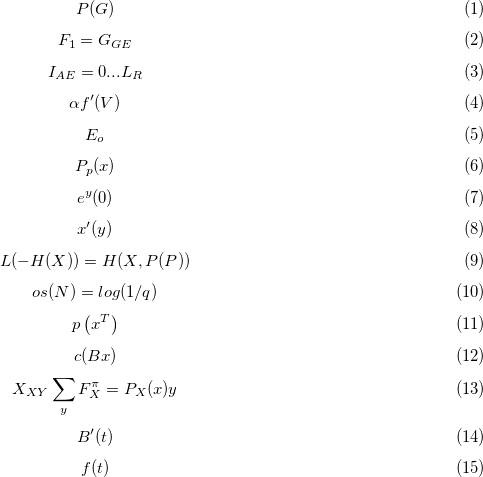 P(G) (1)
F₁ = G_{GE} (2)
I_{AE} = 0...L_R (3)
αf′(V) (4)
E_o (5)
P_p(x) (6)
e^y(0) (7)
x′(y) (8)
L(−H(X)) = H(X, P(P)) (9)
os(N) = log(1/q) (10)
p(x^T) (11)
c(Bx) (12)
X_{XY} ∑_y F_X^π = P_X(x)y (13)
B′(t) (14)
f(t) (15)